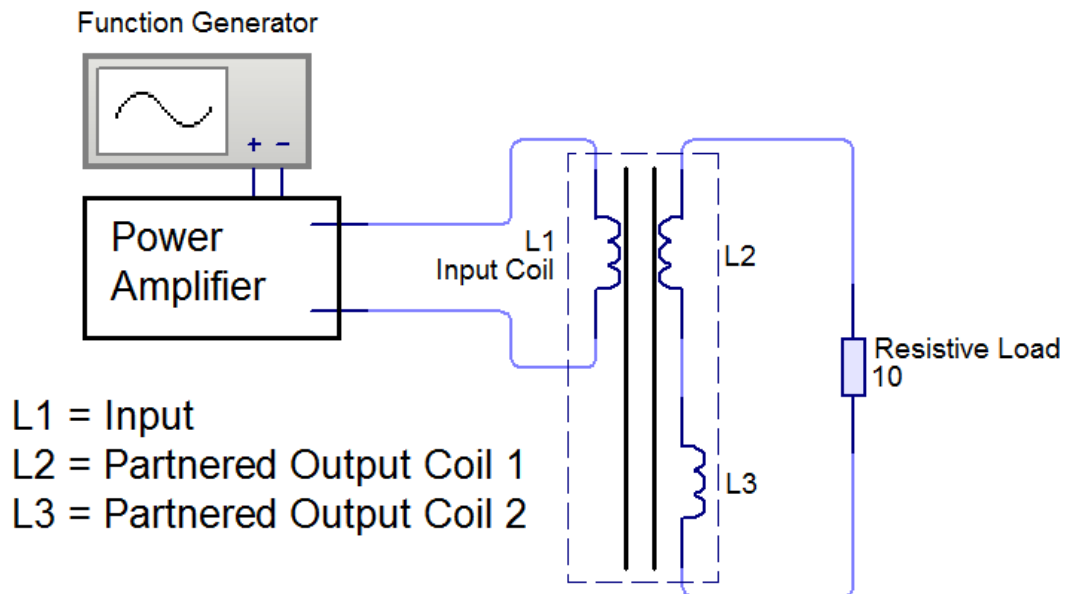 Function Generator
+ −
Power
Amplifier
L1
Input Coil
L2
Resistive Load
10
L3
L1 = Input
L2 = Partnered Output Coil 1
L3 = Partnered Output Coil 2